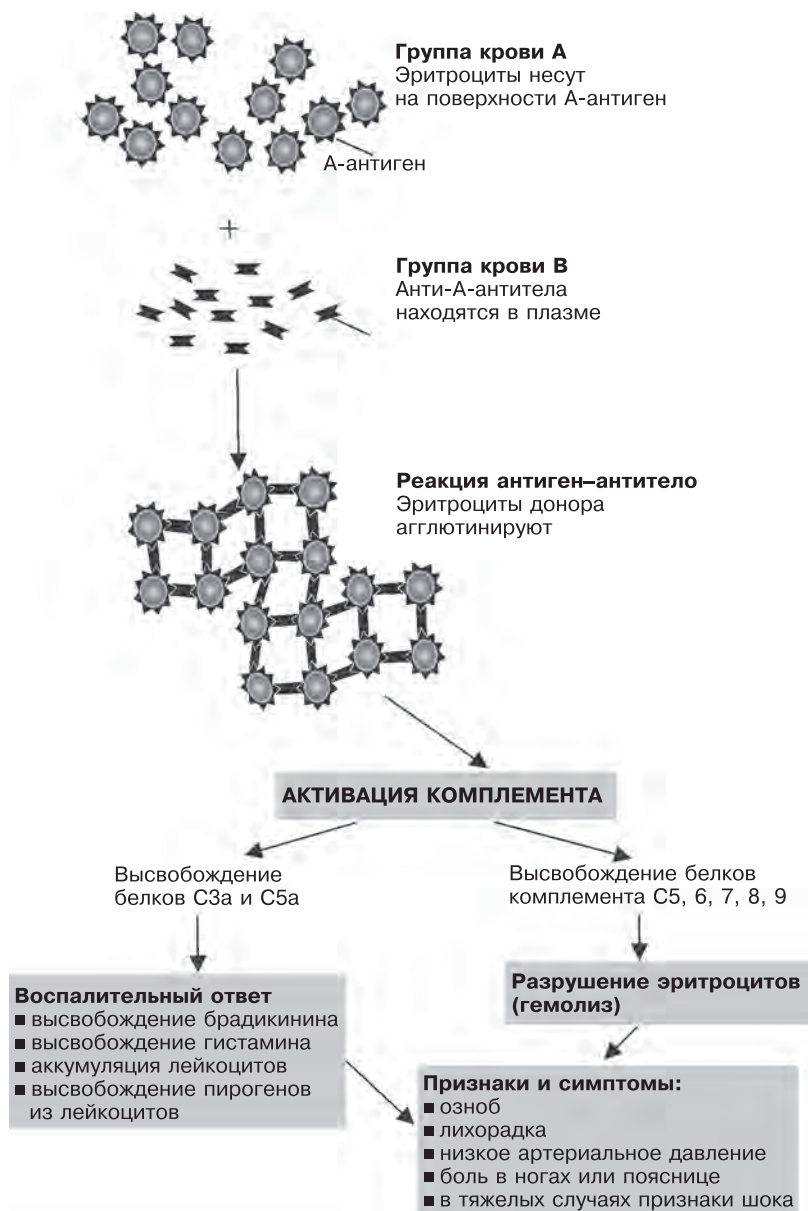 Группа крови А
Эритроциты несут
на поверхности А-антиген
А-антиген
+
Группа крови В
Анти-А-антитела
находятся в плазме
Реакция антиген–антитело
Эритроциты донора
агглютинируют
АКТИВАЦИЯ КОМПЛЕМЕНТА
Высвобождение
белков С3а и С5а
Высвобождение белков
комплемента С5, 6, 7, 8, 9
Воспалительный ответ
■ высвобождение брадикинина
■ высвобождение гистамина
■ аккумуляция лейкоцитов
■ высвобождение пирогенов
из лейкоцитов
Разрушение эритроцитов
(гемолиз)
Признаки и симптомы:
■ озноб
■ лихорадка
■ низкое артериальное давление
■ боль в ногах или пояснице
■ в тяжелых случаях признаки шока